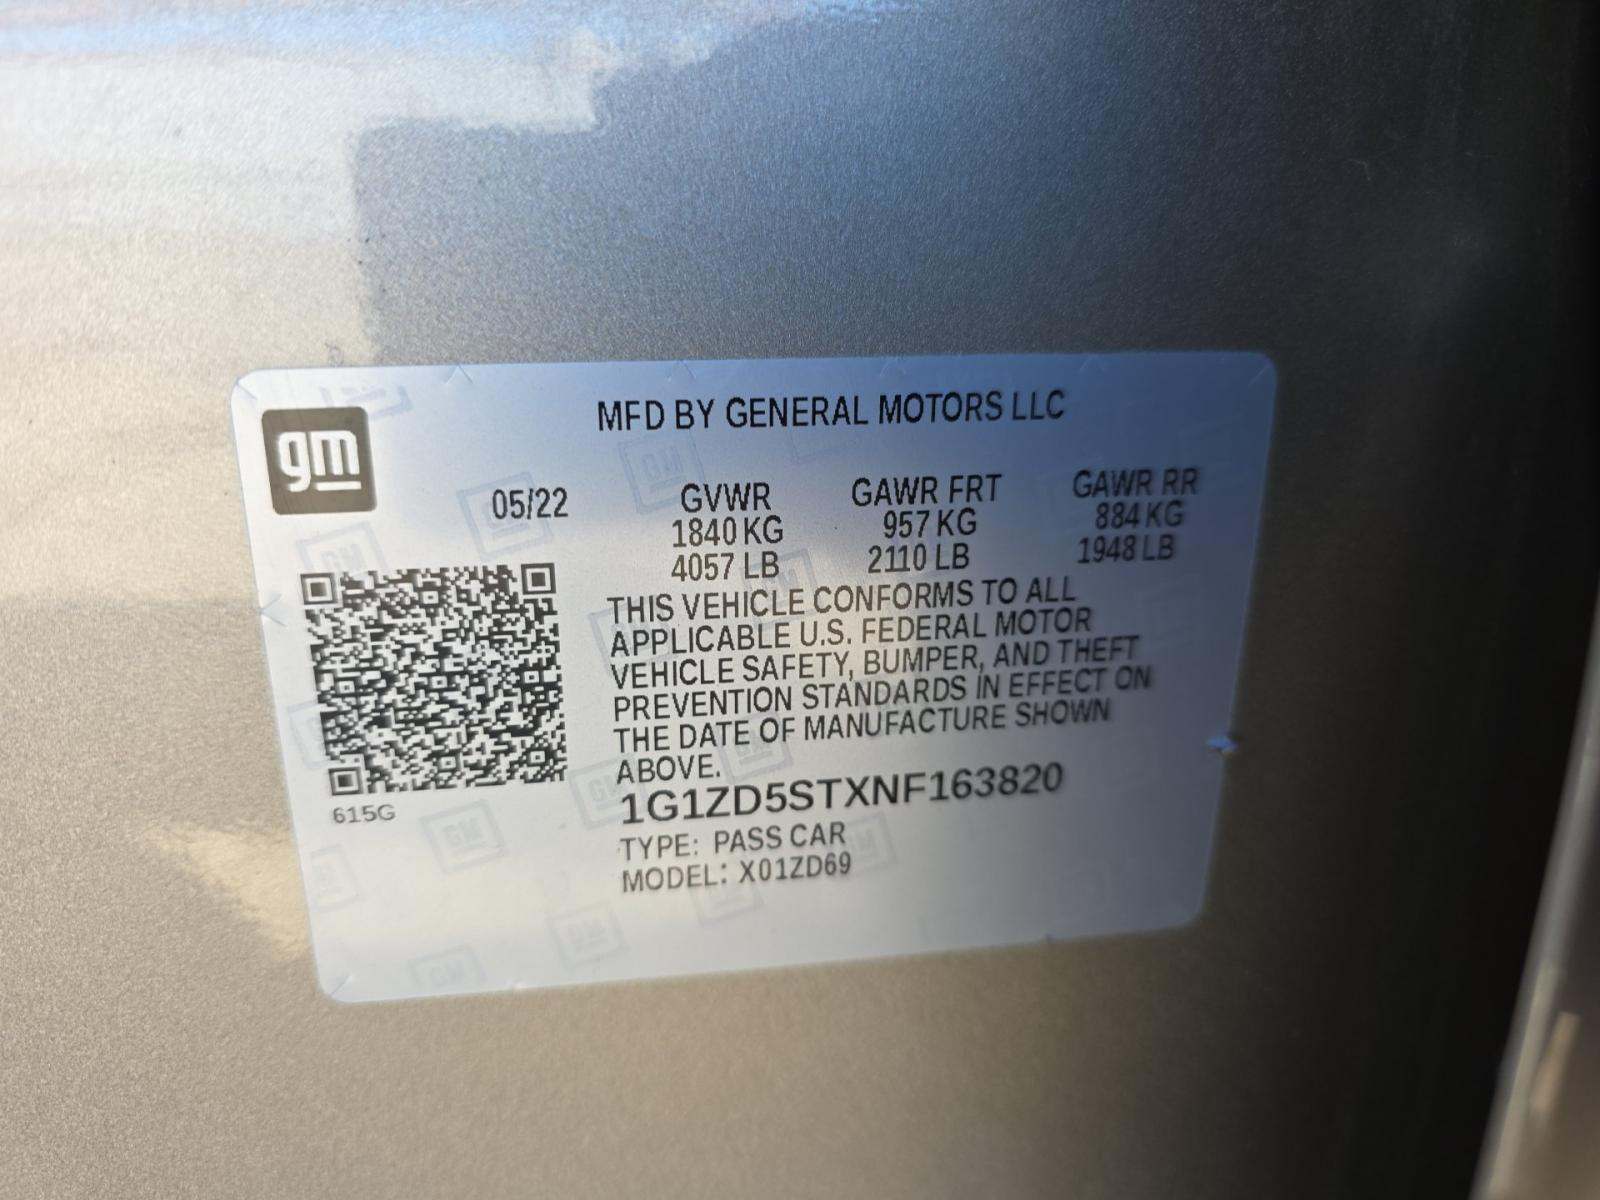 gm
MFD BY GENERAL MOTORS LLC
05/22 GVWR GAWR FRT GAWR RR
1840 KG 957 KG 884 KG
4057 LB 2110 LB 1948 LB
THIS VEHICLE CONFORMS TO ALL
APPLICABLE U.S. FEDERAL MOTOR
VEHICLE SAFETY, BUMPER, AND THEFT
PREVENTION STANDARDS IN EFFECT ON
THE DATE OF MANUFACTURE SHOWN
ABOVE.
615G
1G1ZD5STXNF163820
TYPE: PASS CAR
MODEL: X01ZD69